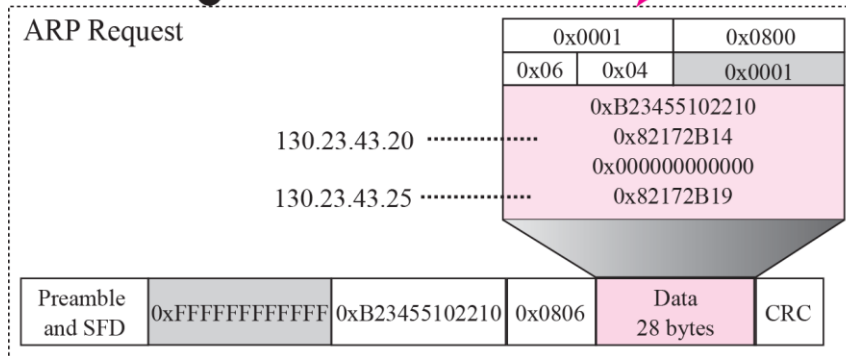 ARP Request
0x0001 0x0800
0x06 0x04 0x0001
0xB23455102210
130.23.43.20 0x82172B14
0x000000000000
130.23.43.25 0x82172B19
Preamble and SFD 0xFFFFFFFFFFFF 0xB23455102210 0x0806 Data 28 bytes CRC